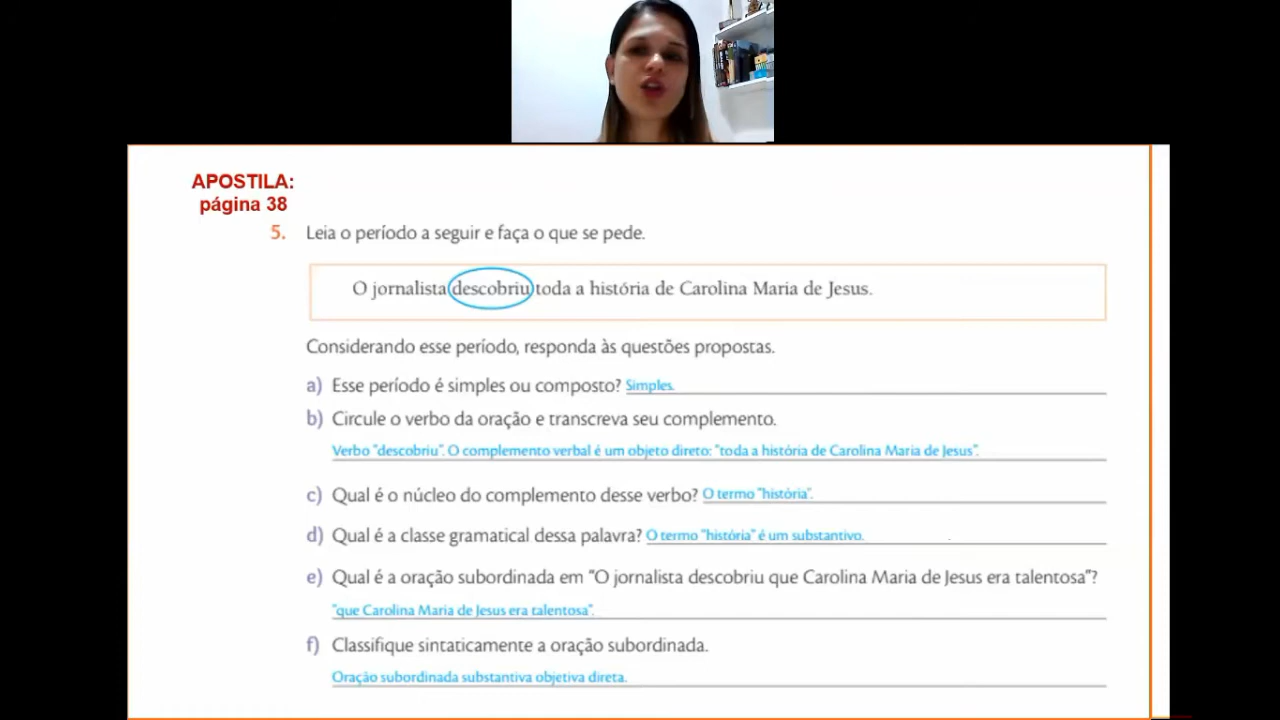 APOSTILA:
página 38
5. Leia o período a seguir e faça o que se pede.
O jornalista descobriu toda a história de Carolina Maria de Jesus.
Considerando esse período, responda às questões propostas.
a) Esse período é simples ou composto? Simples.
b) Circule o verbo da oração e transcreva seu complemento.
Verbo "descobriu". O complemento verbal é um objeto direto: "toda a história de Carolina Maria de Jesus".
c) Qual é o núcleo do complemento desse verbo? O termo "história".
d) Qual é a classe gramatical dessa palavra? O termo "história" é um substantivo.
e) Qual é a oração subordinada em "O jornalista descobriu que Carolina Maria de Jesus era talentosa"?
"que Carolina Maria de Jesus era talentosa".
f) Classifique sintaticamente a oração subordinada.
Oração subordinada substantiva objetiva direta.